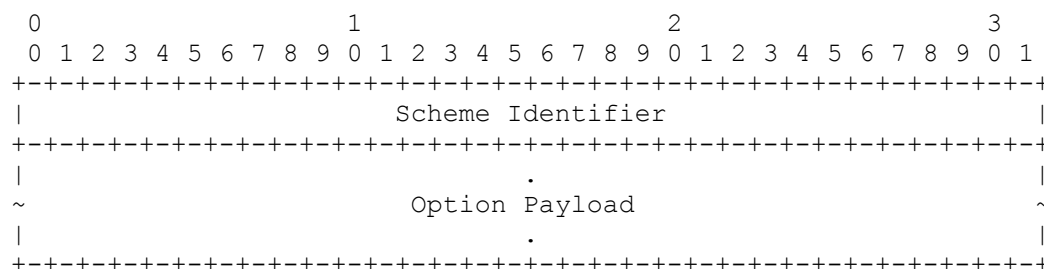 0                   1                   2                   3
 0 1 2 3 4 5 6 7 8 9 0 1 2 3 4 5 6 7 8 9 0 1 2 3 4 5 6 7 8 9 0 1
+-+-+-+-+-+-+-+-+-+-+-+-+-+-+-+-+-+-+-+-+-+-+-+-+-+-+-+-+-+-+-+-+
|                       Scheme Identifier                       |
+-+-+-+-+-+-+-+-+-+-+-+-+-+-+-+-+-+-+-+-+-+-+-+-+-+-+-+-+-+-+-+-+
|                               .                               |
~                        Option Payload                         ~
|                               .                               |
+-+-+-+-+-+-+-+-+-+-+-+-+-+-+-+-+-+-+-+-+-+-+-+-+-+-+-+-+-+-+-+-+